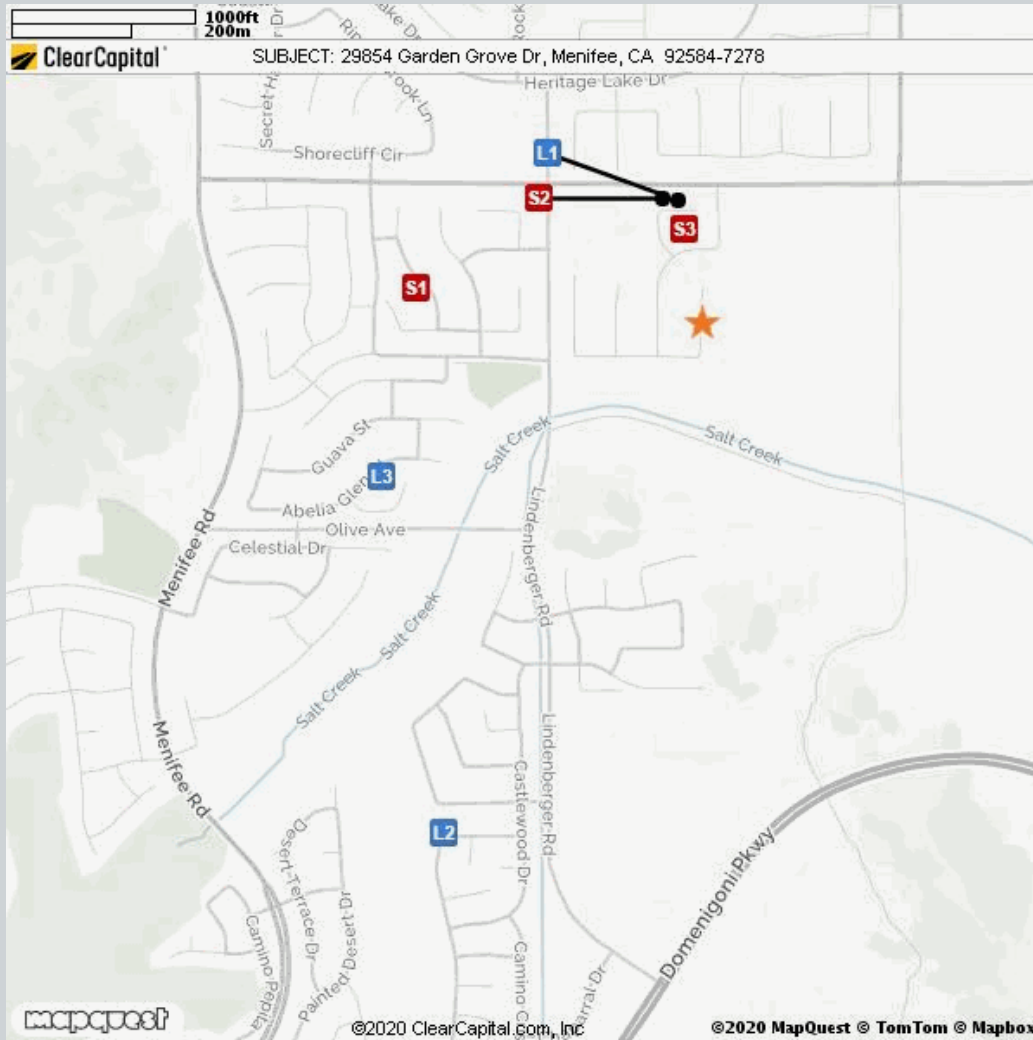 1000ft
200m
ClearCapital
SUBJECT: 29854 Garden Grove Dr, Menifee, CA 92584-7278
Heritage Lake Dr
Shorecliff Cir
L1
S2
S3
S1
Salt Creek
Salt Creek
Guava St
L3
Abelia Glen
Olive Ave
Celestial Dr
Menifee Rd
Lindenberger Rd
Salt Creek
Salt Creek
Menifee Rd
Lindenberger Rd
Castlewood Dr
L2
Desert Terrace Dr
Painted Desert Dr
Camino Pepita
Domenigoni Pkwy
mapquest
©2020 ClearCapital.com, Inc
©2020 MapQuest © TomTom © Mapbox